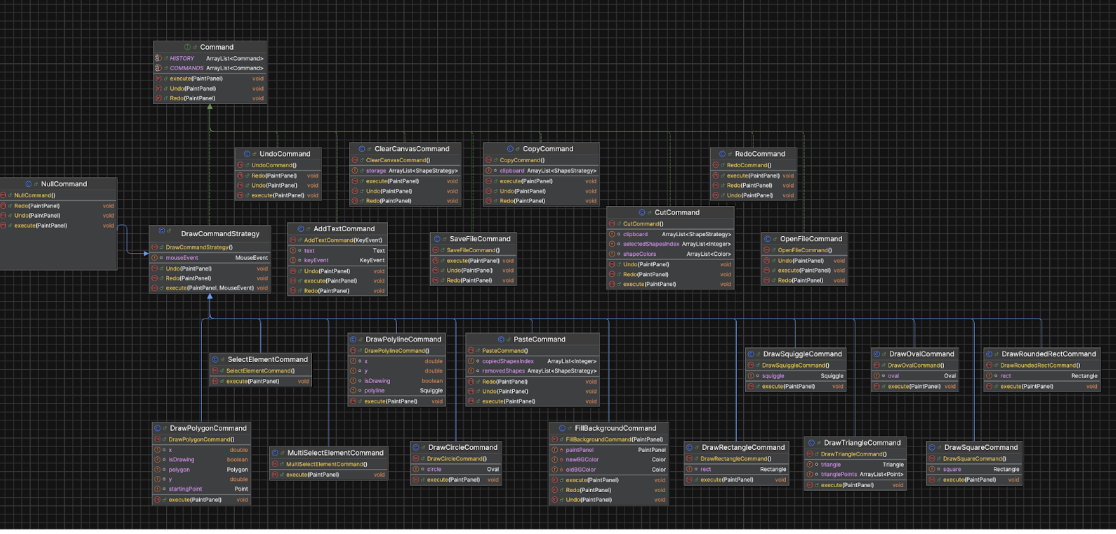 Command
HISTORY ArrayList<Command>
COMMANDS ArrayList<Command>
execute(PaintPanel) void
Undo(PaintPanel) void
Redo(PaintPanel) void
UndoCommand
UndoCommand()
Redo(PaintPanel) void
Undo(PaintPanel) void
execute(PaintPanel) void
ClearCanvasCommand
ClearCanvasCommand()
storage ArrayList<ShapeStrategy>
execute(PaintPanel) void
Undo(PaintPanel) void
Redo(PaintPanel) void
CopyCommand
CopyCommand()
clipboard ArrayList<ShapeStrategy>
execute(PaintPanel) void
Undo(PaintPanel) void
Redo(PaintPanel) void
RedoCommand
RedoCommand()
execute(PaintPanel) void
Redo(PaintPanel) void
Undo(PaintPanel) void
NullCommand
NullCommand()
Redo(PaintPanel) void
Undo(PaintPanel) void
execute(PaintPanel) void
DrawCommandStrategy
DrawCommandStrategy()
mouseEvent MouseEvent
Undo(PaintPanel) void
Redo(PaintPanel) void
execute(PaintPanel, MouseEvent) void
AddTextCommand
AddTextCommand(KeyEvent)
text Text
keyEvent KeyEvent
Undo(PaintPanel) void
execute(PaintPanel) void
Redo(PaintPanel) void
SaveFileCommand
SaveFileCommand()
execute(PaintPanel) void
Undo(PaintPanel) void
Redo(PaintPanel) void
CutCommand
CutCommand()
clipboard ArrayList<ShapeStrategy>
selectedShapesIndex ArrayList<Integer>
shapeColors ArrayList<Color>
Undo(PaintPanel) void
Redo(PaintPanel) void
execute(PaintPanel) void
OpenFileCommand
OpenFileCommand()
Undo(PaintPanel) void
execute(PaintPanel) void
Redo(PaintPanel) void
SelectElementCommand
SelectElementCommand()
execute(PaintPanel) void
DrawPolylineCommand
DrawPolylineCommand()
x double
y double
isDrawing boolean
polyline Squiggle
execute(PaintPanel) void
PasteCommand
PasteCommand()
copiedShapesIndex ArrayList<Integer>
removedShapes ArrayList<ShapeStrategy>
Redo(PaintPanel) void
Undo(PaintPanel) void
execute(PaintPanel) void
DrawSquiggleCommand
DrawSquiggleCommand()
squiggle Squiggle
execute(PaintPanel) void
DrawOvalCommand
DrawOvalCommand()
oval Oval
execute(PaintPanel) void
DrawRoundedRectCommand
DrawRoundedRectCommand()
rect Rectangle
execute(PaintPanel) void
DrawPolygonCommand
DrawPolygonCommand()
x double
isDrawing boolean
polygon Polygon
y double
startingPoint Point
execute(PaintPanel) void
MultiSelectElementCommand
MultiSelectElementCommand()
execute(PaintPanel) void
DrawCircleCommand
DrawCircleCommand()
circle Oval
execute(PaintPanel) void
FillBackgroundCommand
FillBackgroundCommand(PaintPanel)
paintPanel PaintPanel
newBGColor Color
oldBGColor Color
execute(PaintPanel) void
Redo(PaintPanel) void
Undo(PaintPanel) void
DrawRectangleCommand
DrawRectangleCommand()
rect Rectangle
execute(PaintPanel) void
DrawTriangleCommand
DrawTriangleCommand()
triangle Triangle
trianglePoints ArrayList<Point>
execute(PaintPanel) void
DrawSquareCommand
DrawSquareCommand()
square Rectangle
execute(PaintPanel) void